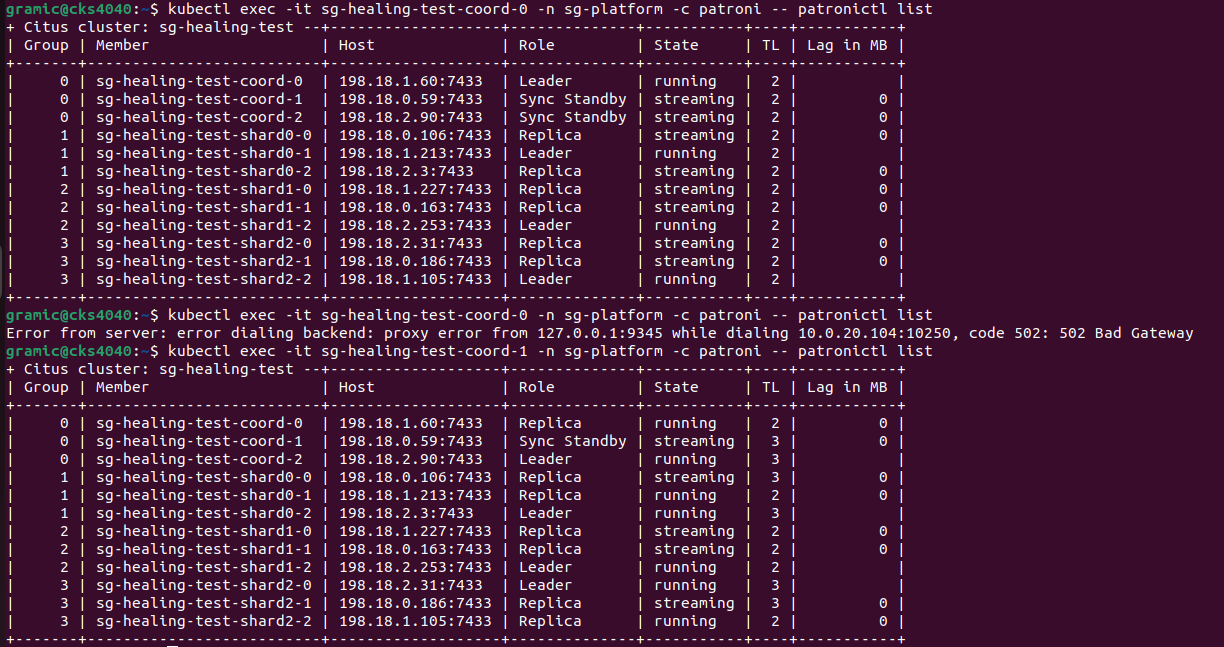 gramic@cks4040:~$ kubectl exec -it sg-healing-test-coord-0 -n sg-platform -c patroni -- patronictl list
+ Citus cluster: sg-healing-test --+------------------+--------------+-----------+----+-----------+
| Group | Member                   | Host               | Role         | State     | TL | Lag in MB |
+-------+--------------------------+--------------------+--------------+-----------+----+-----------+
|     0 | sg-healing-test-coord-0  | 198.18.1.60:7433   | Leader       | running   |  2 |           |
|     0 | sg-healing-test-coord-1  | 198.18.0.59:7433   | Sync Standby | streaming |  2 |         0 |
|     0 | sg-healing-test-coord-2  | 198.18.2.90:7433   | Sync Standby | streaming |  2 |         0 |
|     1 | sg-healing-test-shard0-0 | 198.18.0.106:7433  | Replica      | streaming |  2 |         0 |
|     1 | sg-healing-test-shard0-1 | 198.18.1.213:7433  | Leader       | running   |  2 |           |
|     1 | sg-healing-test-shard0-2 | 198.18.2.3:7433    | Replica      | streaming |  2 |         0 |
|     2 | sg-healing-test-shard1-0 | 198.18.1.227:7433  | Replica      | streaming |  2 |         0 |
|     2 | sg-healing-test-shard1-1 | 198.18.0.163:7433  | Replica      | streaming |  2 |         0 |
|     2 | sg-healing-test-shard1-2 | 198.18.2.253:7433  | Leader       | running   |  2 |           |
|     3 | sg-healing-test-shard2-0 | 198.18.2.31:7433   | Replica      | streaming |  2 |         0 |
|     3 | sg-healing-test-shard2-1 | 198.18.0.186:7433  | Replica      | streaming |  2 |         0 |
|     3 | sg-healing-test-shard2-2 | 198.18.1.105:7433  | Leader       | running   |  2 |           |
+-------+--------------------------+--------------------+--------------+-----------+----+-----------+
gramic@cks4040:~$ kubectl exec -it sg-healing-test-coord-0 -n sg-platform -c patroni -- patronictl list
Error from server: error dialing backend: proxy error from 127.0.0.1:9345 while dialing 10.0.20.104:10250, code 502: 502 Bad Gateway
gramic@cks4040:~$ kubectl exec -it sg-healing-test-coord-1 -n sg-platform -c patroni -- patronictl list
+ Citus cluster: sg-healing-test --+------------------+--------------+-----------+----+-----------+
| Group | Member                   | Host               | Role         | State     | TL | Lag in MB |
+-------+--------------------------+--------------------+--------------+-----------+----+-----------+
|     0 | sg-healing-test-coord-0  | 198.18.1.60:7433   | Replica      | running   |  2 |         0 |
|     0 | sg-healing-test-coord-1  | 198.18.0.59:7433   | Sync Standby | streaming |  3 |         0 |
|     0 | sg-healing-test-coord-2  | 198.18.2.90:7433   | Leader       | running   |  3 |           |
|     1 | sg-healing-test-shard0-0 | 198.18.0.106:7433  | Replica      | streaming |  3 |         0 |
|     1 | sg-healing-test-shard0-1 | 198.18.1.213:7433  | Replica      | running   |  2 |         0 |
|     1 | sg-healing-test-shard0-2 | 198.18.2.3:7433    | Leader       | running   |  3 |           |
|     2 | sg-healing-test-shard1-0 | 198.18.1.227:7433  | Replica      | streaming |  2 |         0 |
|     2 | sg-healing-test-shard1-1 | 198.18.0.163:7433  | Replica      | streaming |  2 |         0 |
|     2 | sg-healing-test-shard1-2 | 198.18.2.253:7433  | Leader       | running   |  2 |           |
|     3 | sg-healing-test-shard2-0 | 198.18.2.31:7433   | Leader       | running   |  3 |           |
|     3 | sg-healing-test-shard2-1 | 198.18.0.186:7433  | Replica      | streaming |  3 |         0 |
|     3 | sg-healing-test-shard2-2 | 198.18.1.105:7433  | Replica      | running   |  2 |         0 |
+-------+--------------------------+--------------------+--------------+-----------+----+-----------+